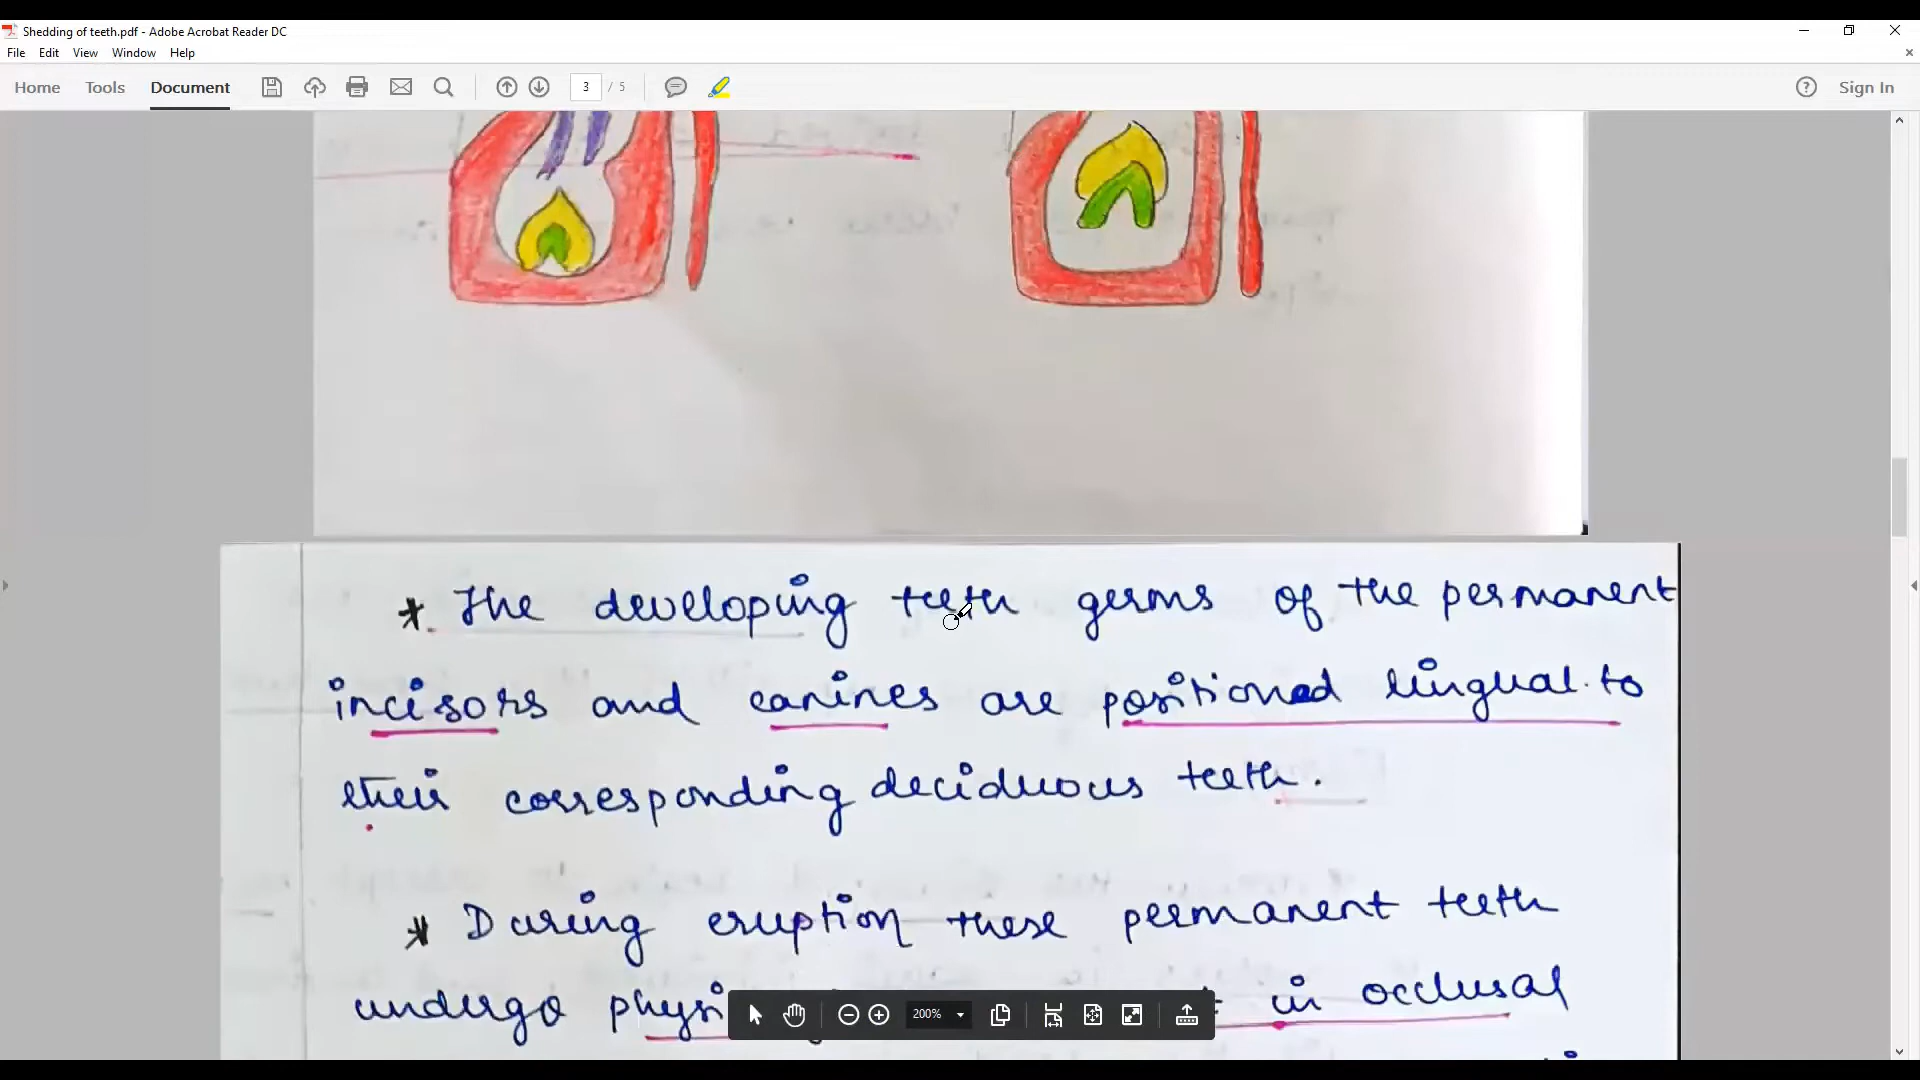 Shedding of teeth.pdf - Adobe Acrobat Reader DC
File Edit View Window Help
Home Tools Document 3 / 5 Sign In
* The developing teeth germs of the permanent
incisors and canines are positioned lingual to
their corresponding deciduous teeth.
* During eruption these permanent teeth
undergo physi in occlusal
200%